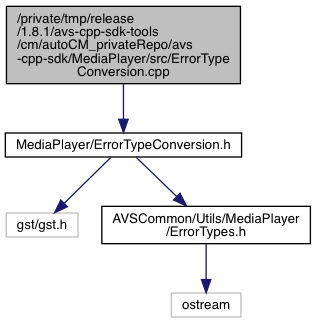 /private/tmp/release
/1.8.1/avs-cpp-sdk-tools
/cm/autoCM_privateRepo/avs
-cpp-sdk/MediaPlayer/src/ErrorType
Conversion.cpp
MediaPlayer/ErrorTypeConversion.h
gst/gst.h
AVSCommon/Utils/MediaPlayer
/ErrorTypes.h
ostream